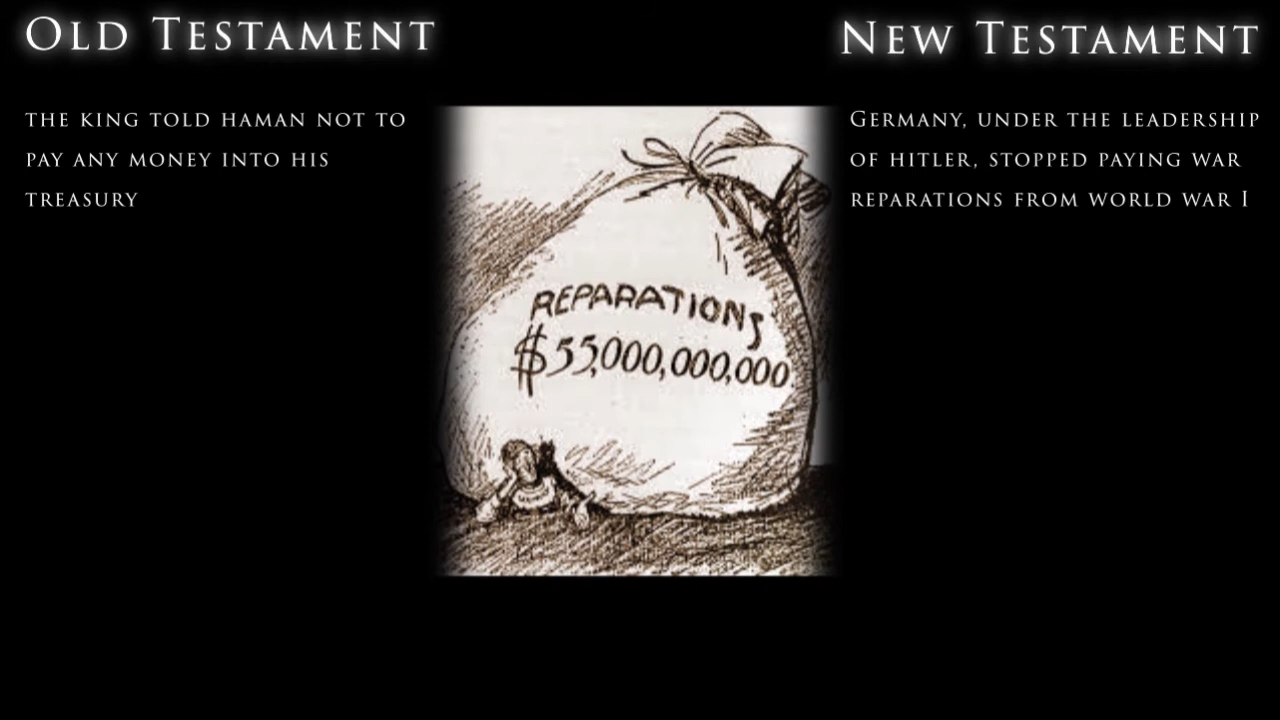 Old Testament
New Testament
the king told haman not to
pay any money into his
treasury
Germany, under the leadership
of hitler, stopped paying war
reparations from world war I
REPARATIONS
$55,000,000,000